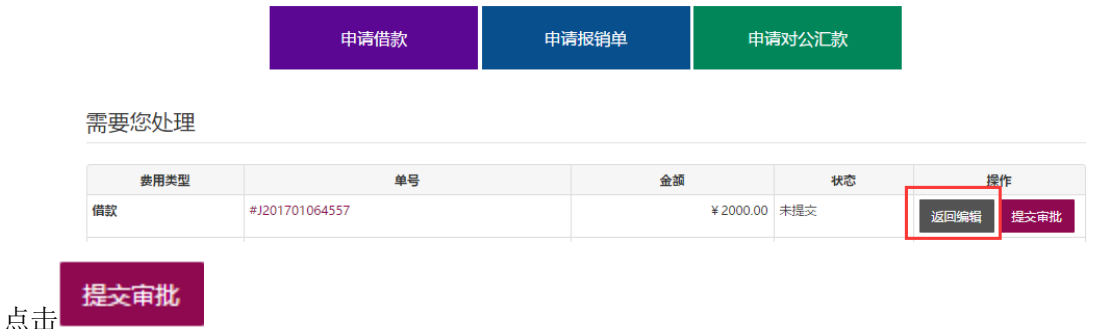 申请借款 申请报销单 申请对公汇款
需要您处理
费用类型 单号 金额 状态 操作
借款 #J201701064557 ￥2000.00 未提交 返回编辑 提交审批
点击 提交审批